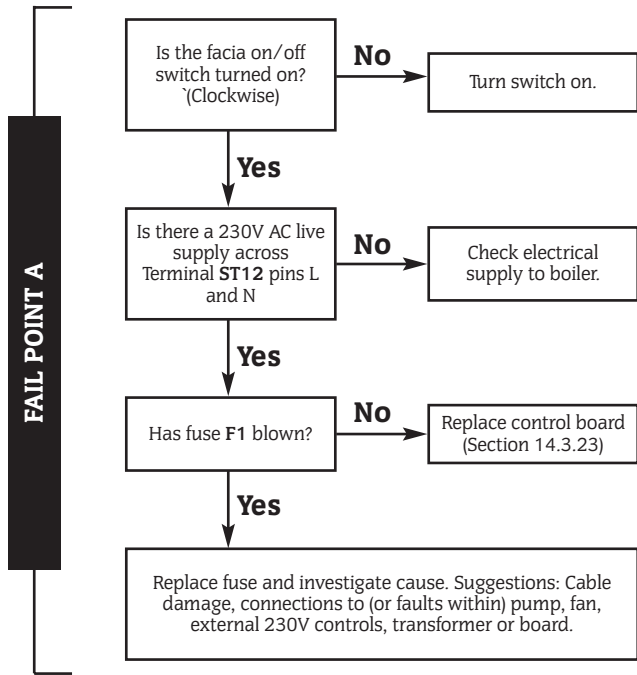 FAIL POINT A
Is the facia on/off
switch turned on?
`(Clockwise)
No
Turn switch on.
Yes
Is there a 230V AC live
supply across
Terminal ST12 pins L
and N
No
Check electrical
supply to boiler.
Yes
Has fuse F1 blown?
No
Replace control board
(Section 14.3.23)
Yes
Replace fuse and investigate cause. Suggestions: Cable
damage, connections to (or faults within) pump, fan,
external 230V controls, transformer or board.